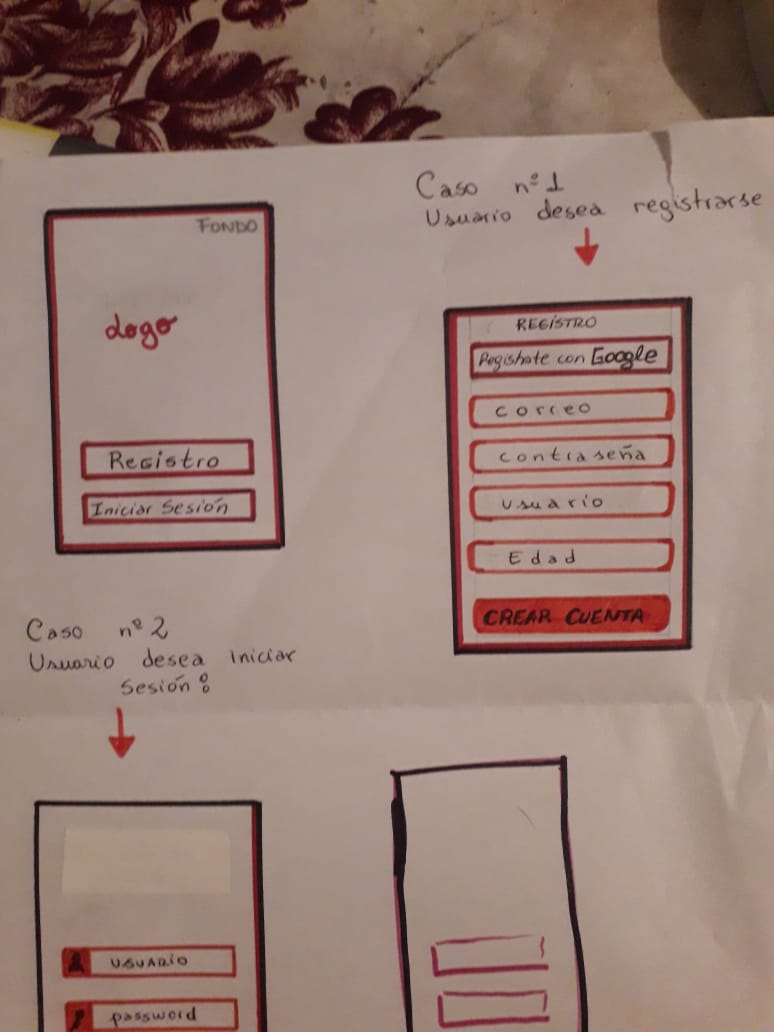 FONDO
logo
Registro
Iniciar Sesión
Caso nº1
Usuario desea registrarse
REGISTRO
Registrate con Google
correo
contraseña
usuario
Edad
CREAR CUENTA
Caso nº2
Usuario desea iniciar
sesión:
USUARIO
password